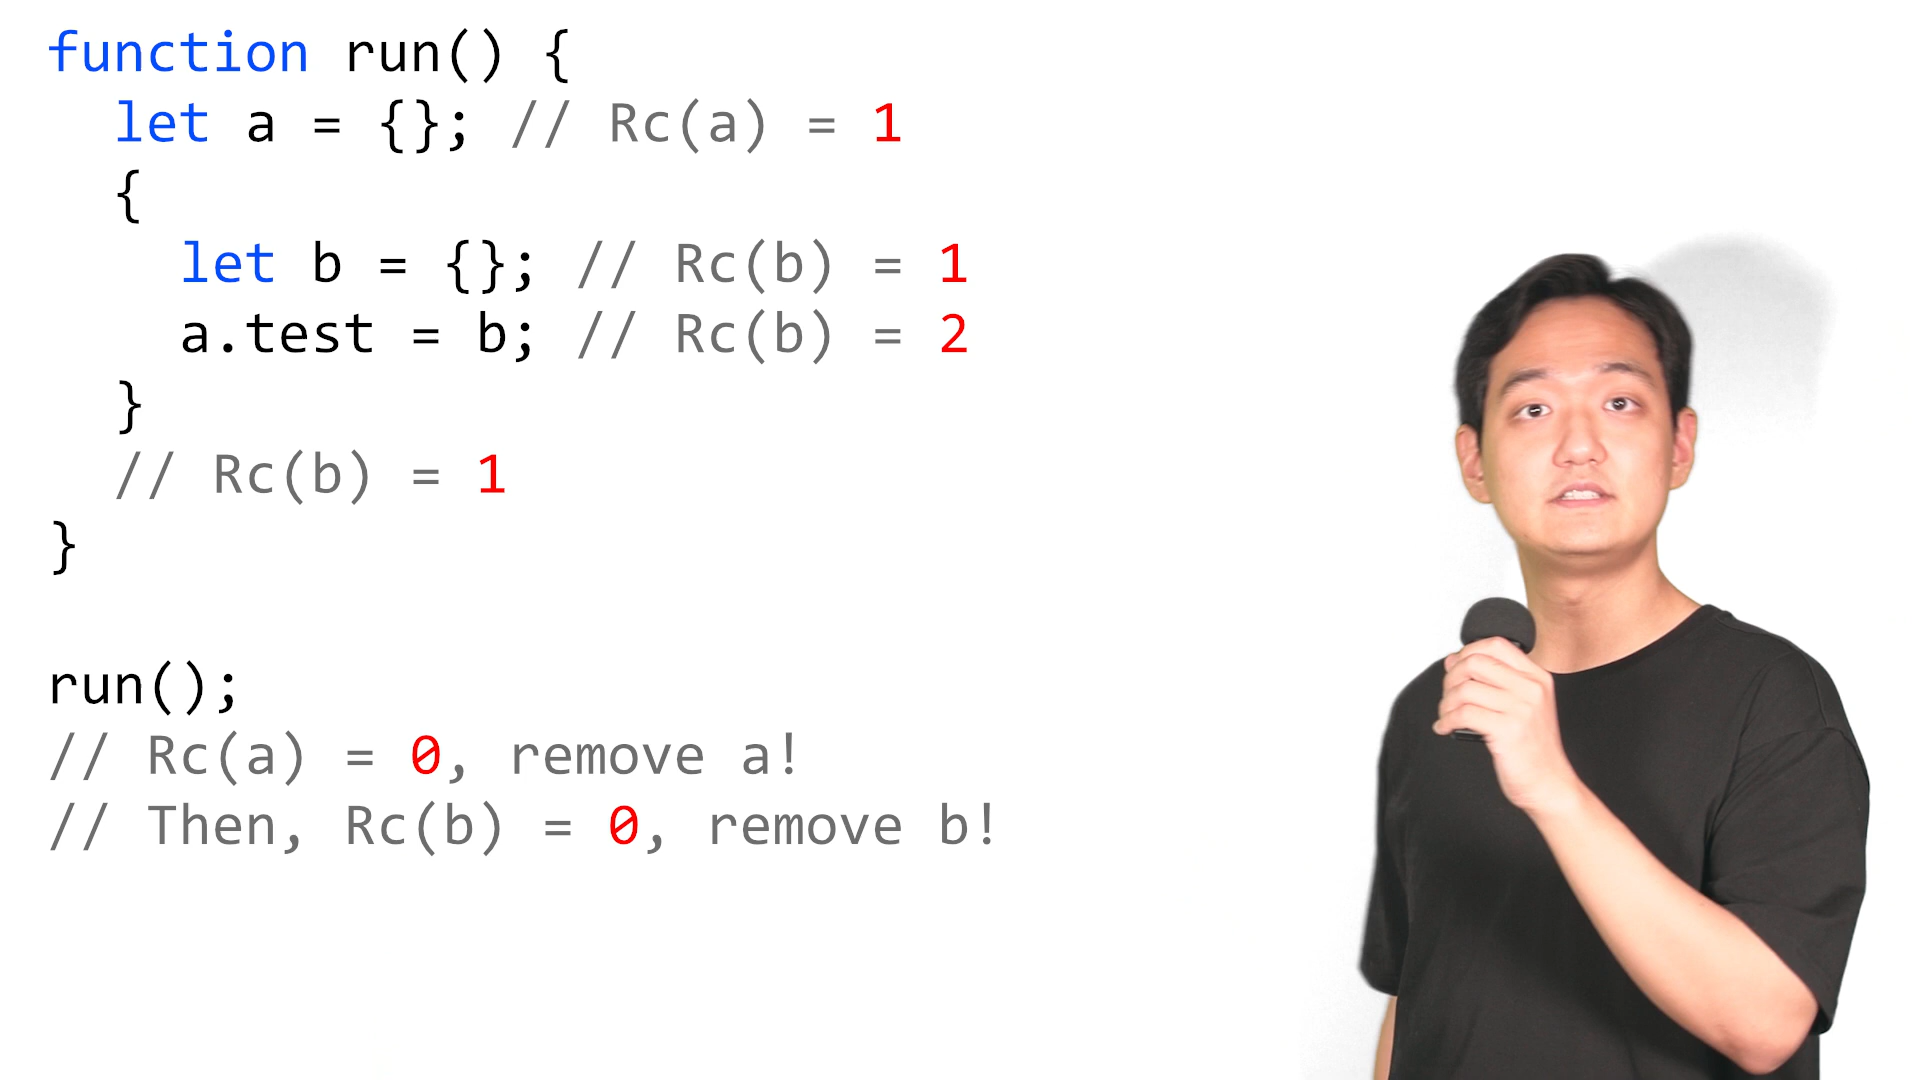 function run() {
  let a = {}; // Rc(a) = 1
  {
    let b = {}; // Rc(b) = 1
    a.test = b; // Rc(b) = 2
  }
  // Rc(b) = 1
}

run();
// Rc(a) = 0, remove a!
// Then, Rc(b) = 0, remove b!